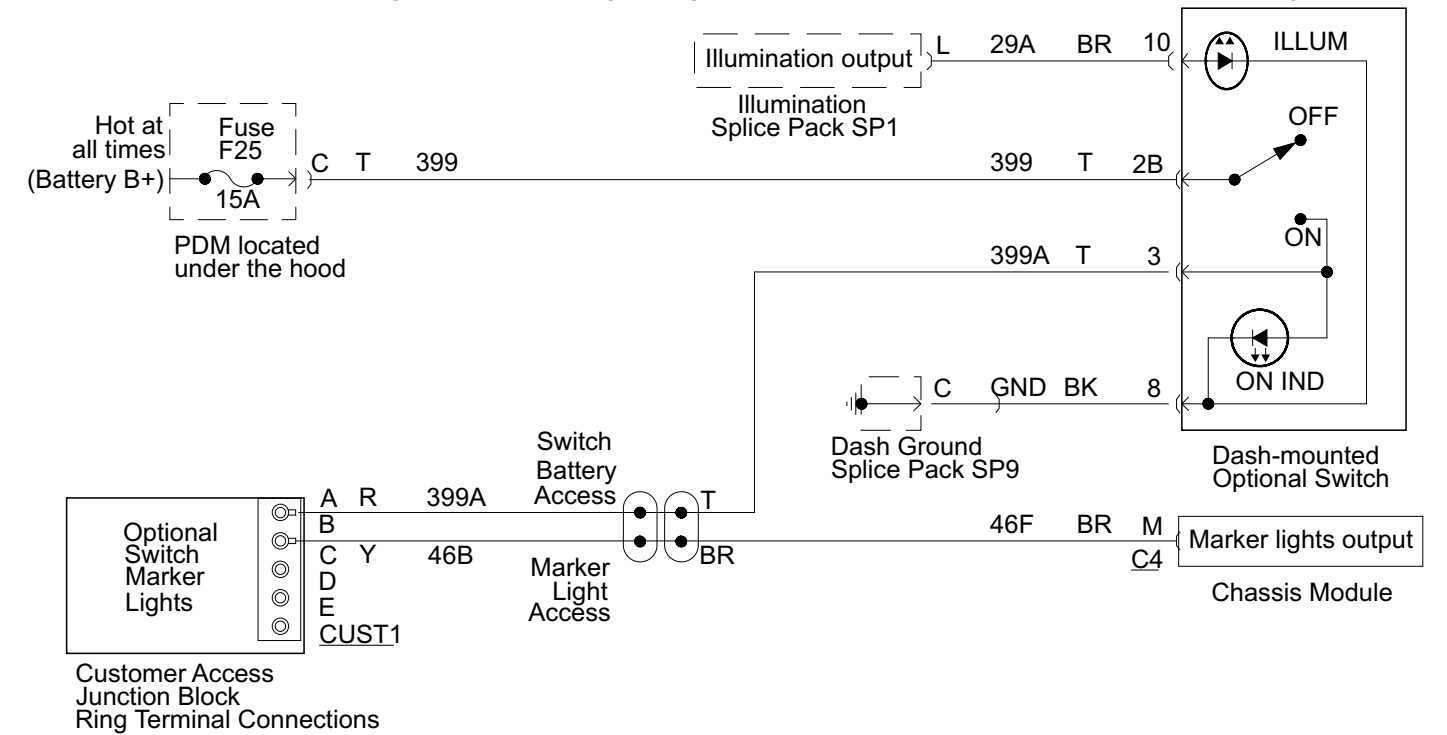 Illumination output
L 29A BR 10 ILLUM
Illumination
Splice Pack SP1
OFF
Hot at
all times
(Battery B+)
Fuse
F25
15A
C T 399 399 T 2B
PDM located
under the hood
ON
399A T 3
ON IND
C GND BK 8
Dash Ground
Splice Pack SP9
Dash-mounted
Optional Switch
Switch
Battery
Access
Optional
Switch
Marker
Lights
A R 399A T
B
C Y 46B BR
D
E
CUST1
Marker
Light
Access
46F BR M
C4
Marker lights output
Chassis Module
Customer Access
Junction Block
Ring Terminal Connections